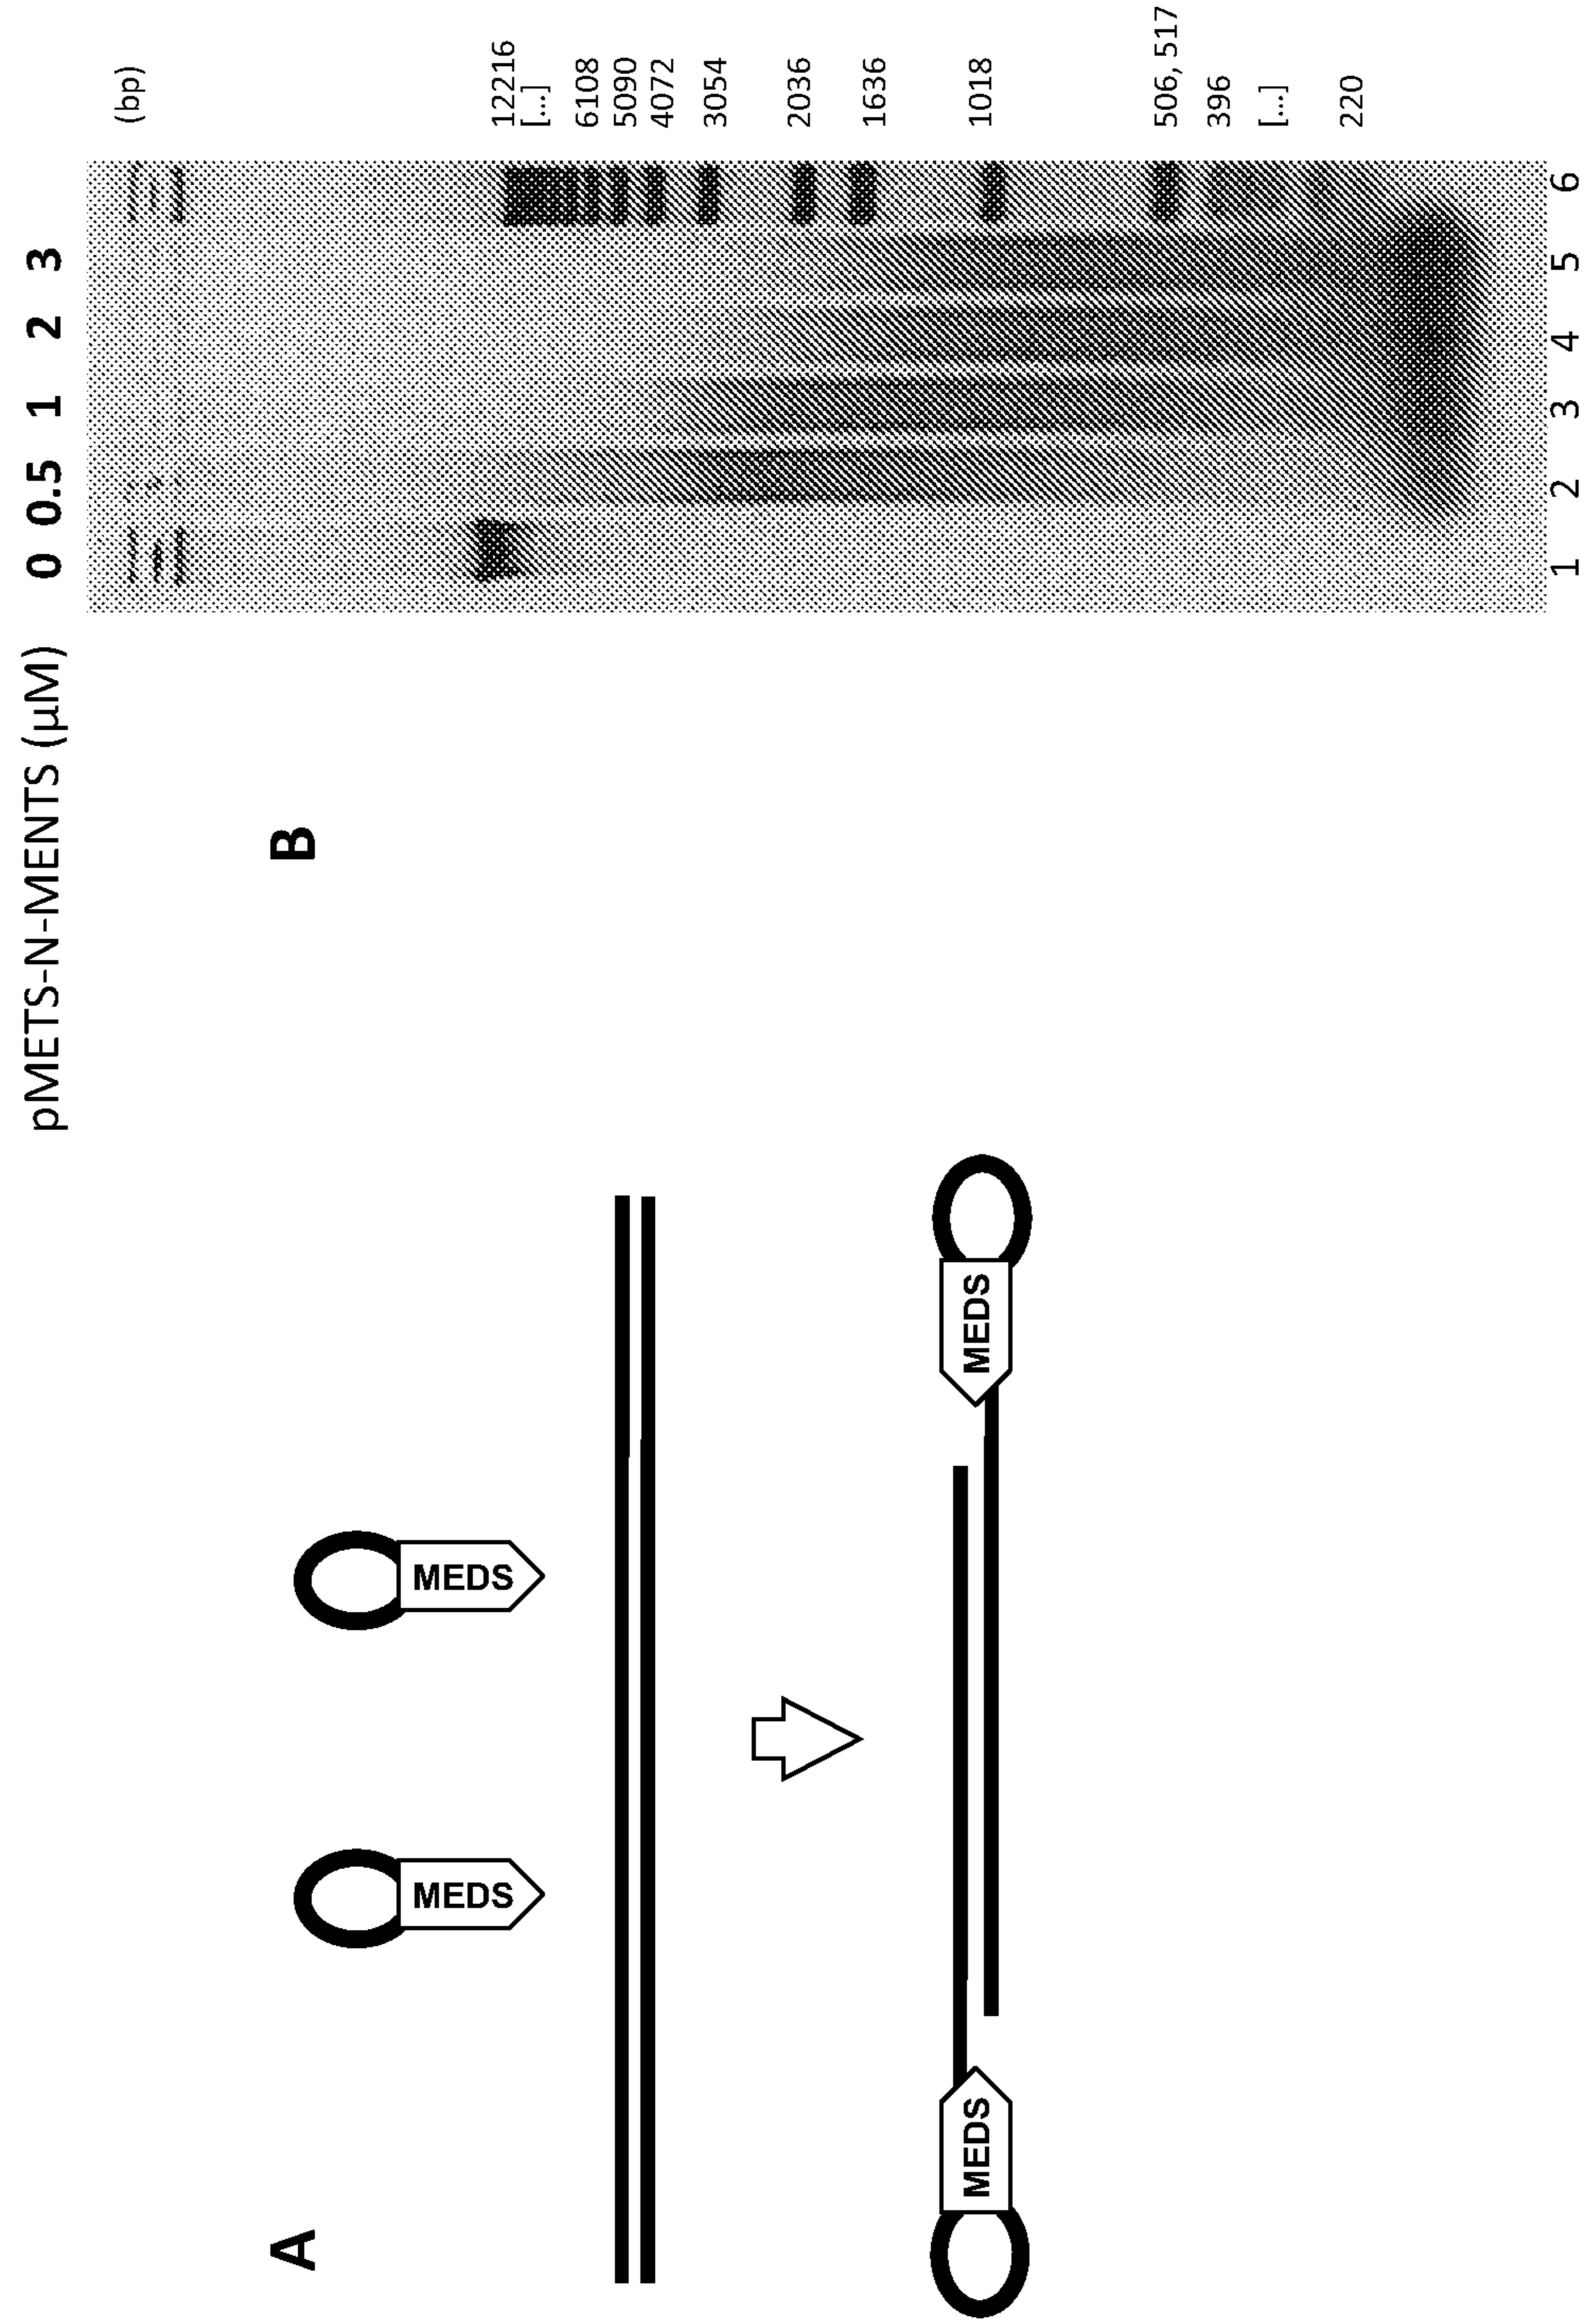 A
MEDS
MEDS
MEDS
MEDS
B
pMETS-N-MENTS (µM) 0 0.5 1 2 3
(bp)
12216
[...]
6108
5090
4072
3054
2036
1636
1018
506, 517
396
[...]
220
1 2 3 4 5 6